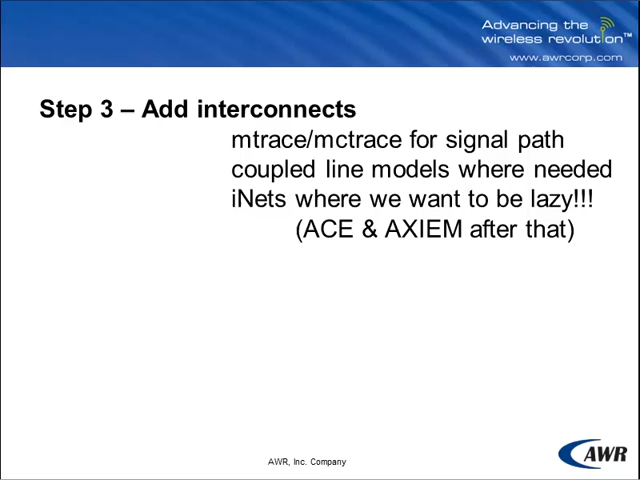 Advancing the
wireless revolution™
www.awrcorp.com
Step 3 – Add interconnects
mtrace/mctrace for signal path
coupled line models where needed
iNets where we want to be lazy!!!
(ACE & AXIEM after that)
AWR, Inc. Company
AWR